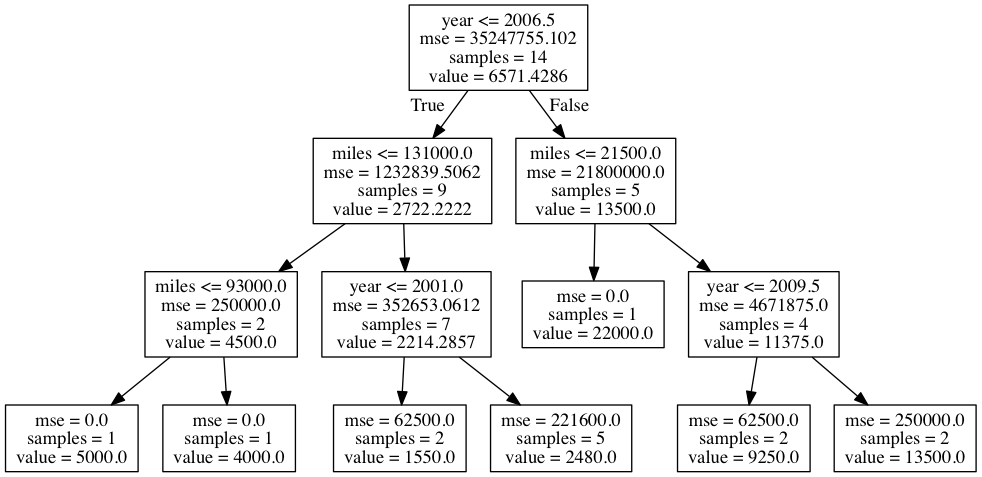 year <= 2006.5
mse = 35247755.102
samples = 14
value = 6571.4286
True
False
miles <= 131000.0
mse = 1232839.5062
samples = 9
value = 2722.2222
miles <= 21500.0
mse = 21800000.0
samples = 5
value = 13500.0
miles <= 93000.0
mse = 250000.0
samples = 2
value = 4500.0
year <= 2001.0
mse = 352653.0612
samples = 7
value = 2214.2857
mse = 0.0
samples = 1
value = 22000.0
year <= 2009.5
mse = 4671875.0
samples = 4
value = 11375.0
mse = 0.0
samples = 1
value = 5000.0
mse = 0.0
samples = 1
value = 4000.0
mse = 62500.0
samples = 2
value = 1550.0
mse = 221600.0
samples = 5
value = 2480.0
mse = 62500.0
samples = 2
value = 9250.0
mse = 250000.0
samples = 2
value = 13500.0